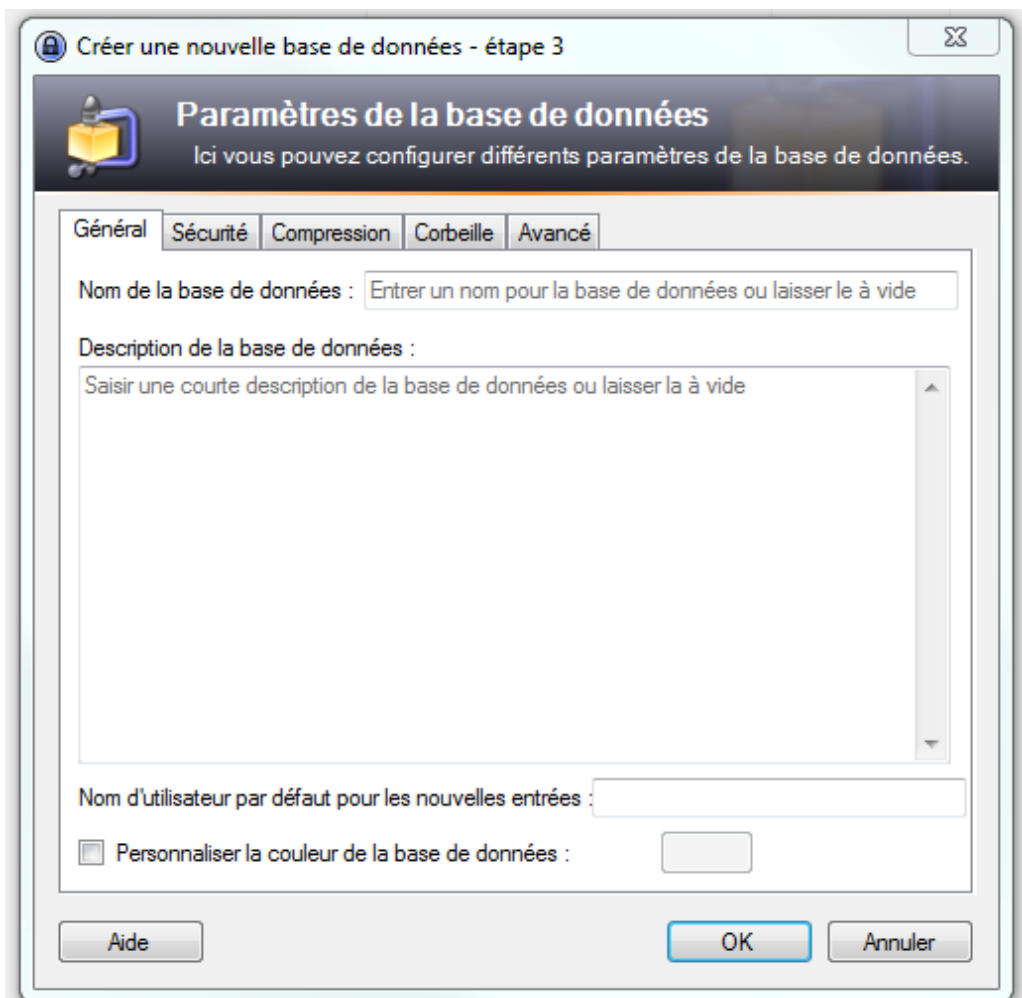 Créer une nouvelle base de données - étape 3
Paramètres de la base de données
Ici vous pouvez configurer différents paramètres de la base de données.
Général Sécurité Compression Corbeille Avancé
Nom de la base de données : Entrer un nom pour la base de données ou laisser le à vide
Description de la base de données :
Saisir une courte description de la base de données ou laisser la à vide
Nom d'utilisateur par défaut pour les nouvelles entrées :
Personnaliser la couleur de la base de données :
Aide OK Annuler